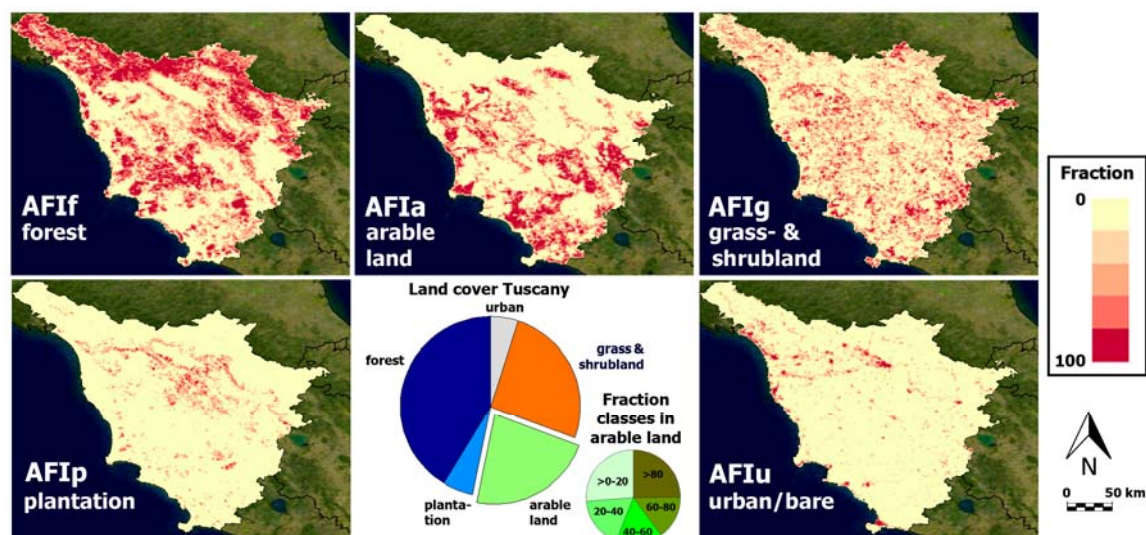 AFIf
forest
AFIa
arable
land
AFIg
grass- &
shrubland
Fraction
0
100
AFIp
plantation
Land cover Tuscany
urban
forest
grass &
shrubland
planta-
tion
arable
land
Fraction
classes in
arable land
>0-20
>80
20-40
60-80
40-60
AFIu
urban/bare
N
0 50 km